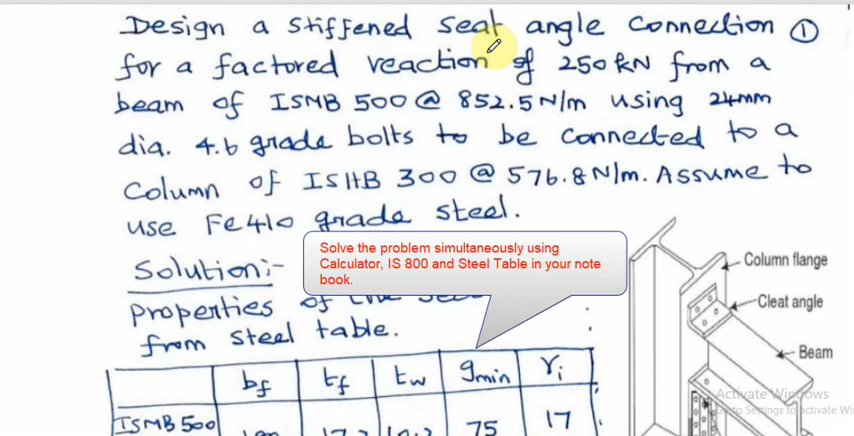 Design a stiffened seat angle connection ①
for a factored reaction of 250 kN from a
beam of ISMB 500 @ 852.5 N/m using 24mm
dia. 4.6 grade bolts to be connected to a
column of ISHB 300 @ 576.8 N/m. Assume to
use Fe410 grade steel.
Solution:-
Solve the problem simultaneously using
Calculator, IS 800 and Steel Table in your note
book.
properties of
from steel table.
bf tf tw gmin ri
ISMB 500 75 17
Column flange
Cleat angle
Beam
Activate Windows
Go to Settings to activate Wi